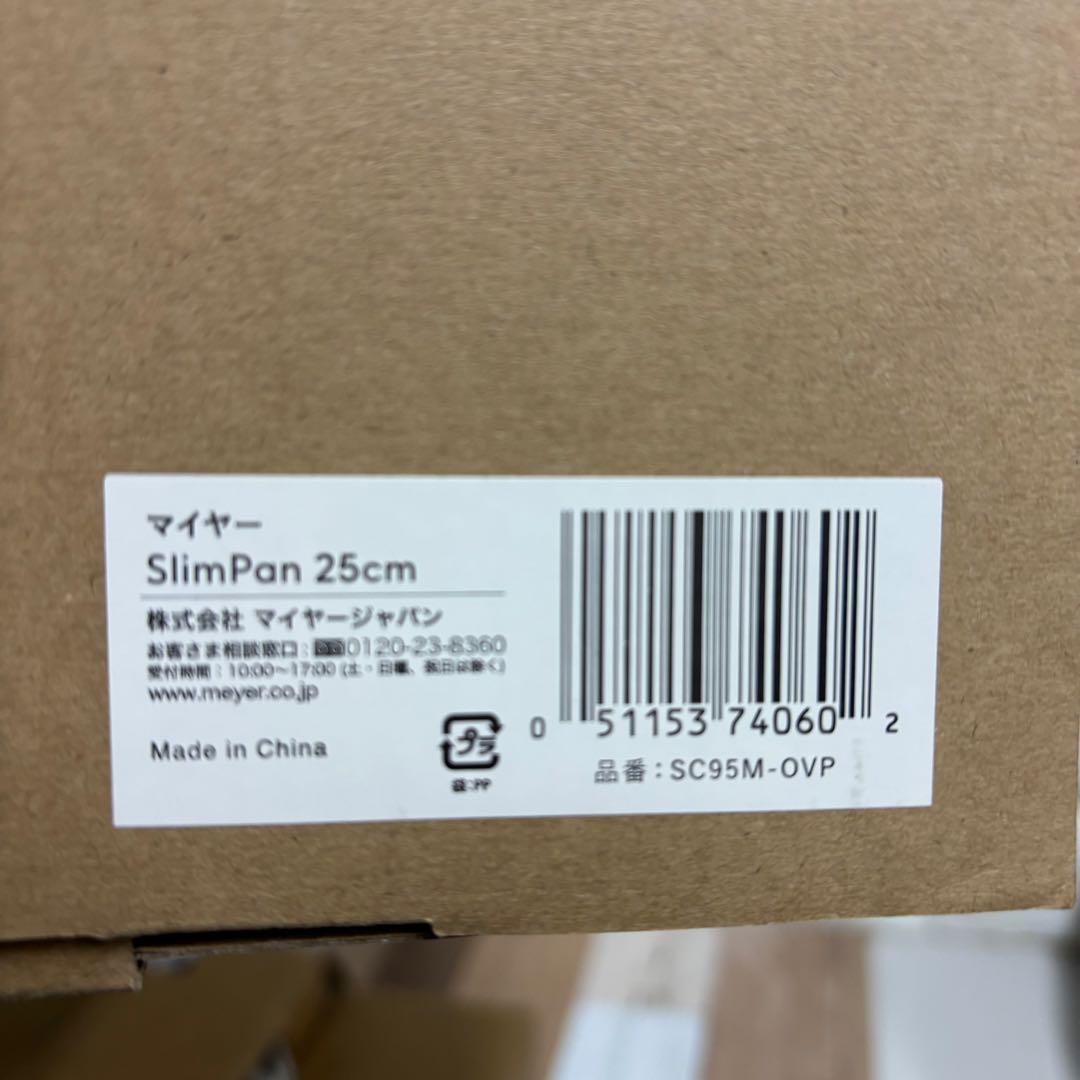 マイヤー
SlimPan 25cm
株式会社 マイヤージャパン
お客さま相談窓口：0120-23-8360
受付時間：10:00〜17:00 (土・日曜、祝日は除く)
www.meyer.co.jp
Made in China
プラ
袋:PP
0 51153 74060 2
品番：SC95M-OVP